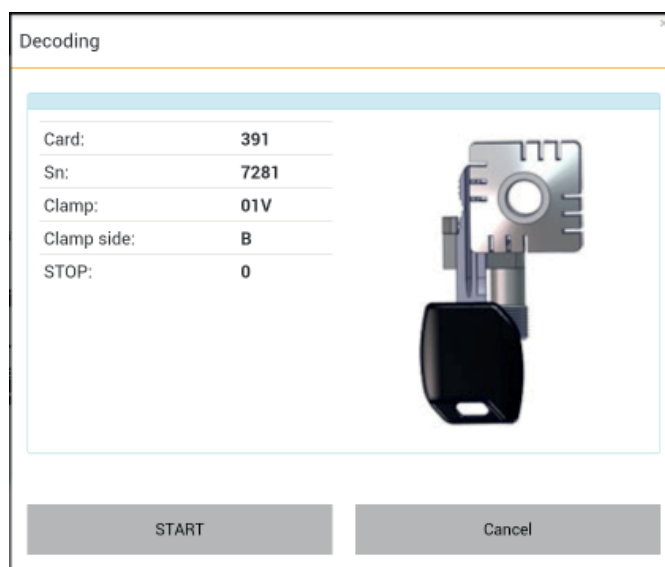 Decoding
Card: 391
Sn: 7281
Clamp: 01V
Clamp side: B
STOP: 0
START Cancel